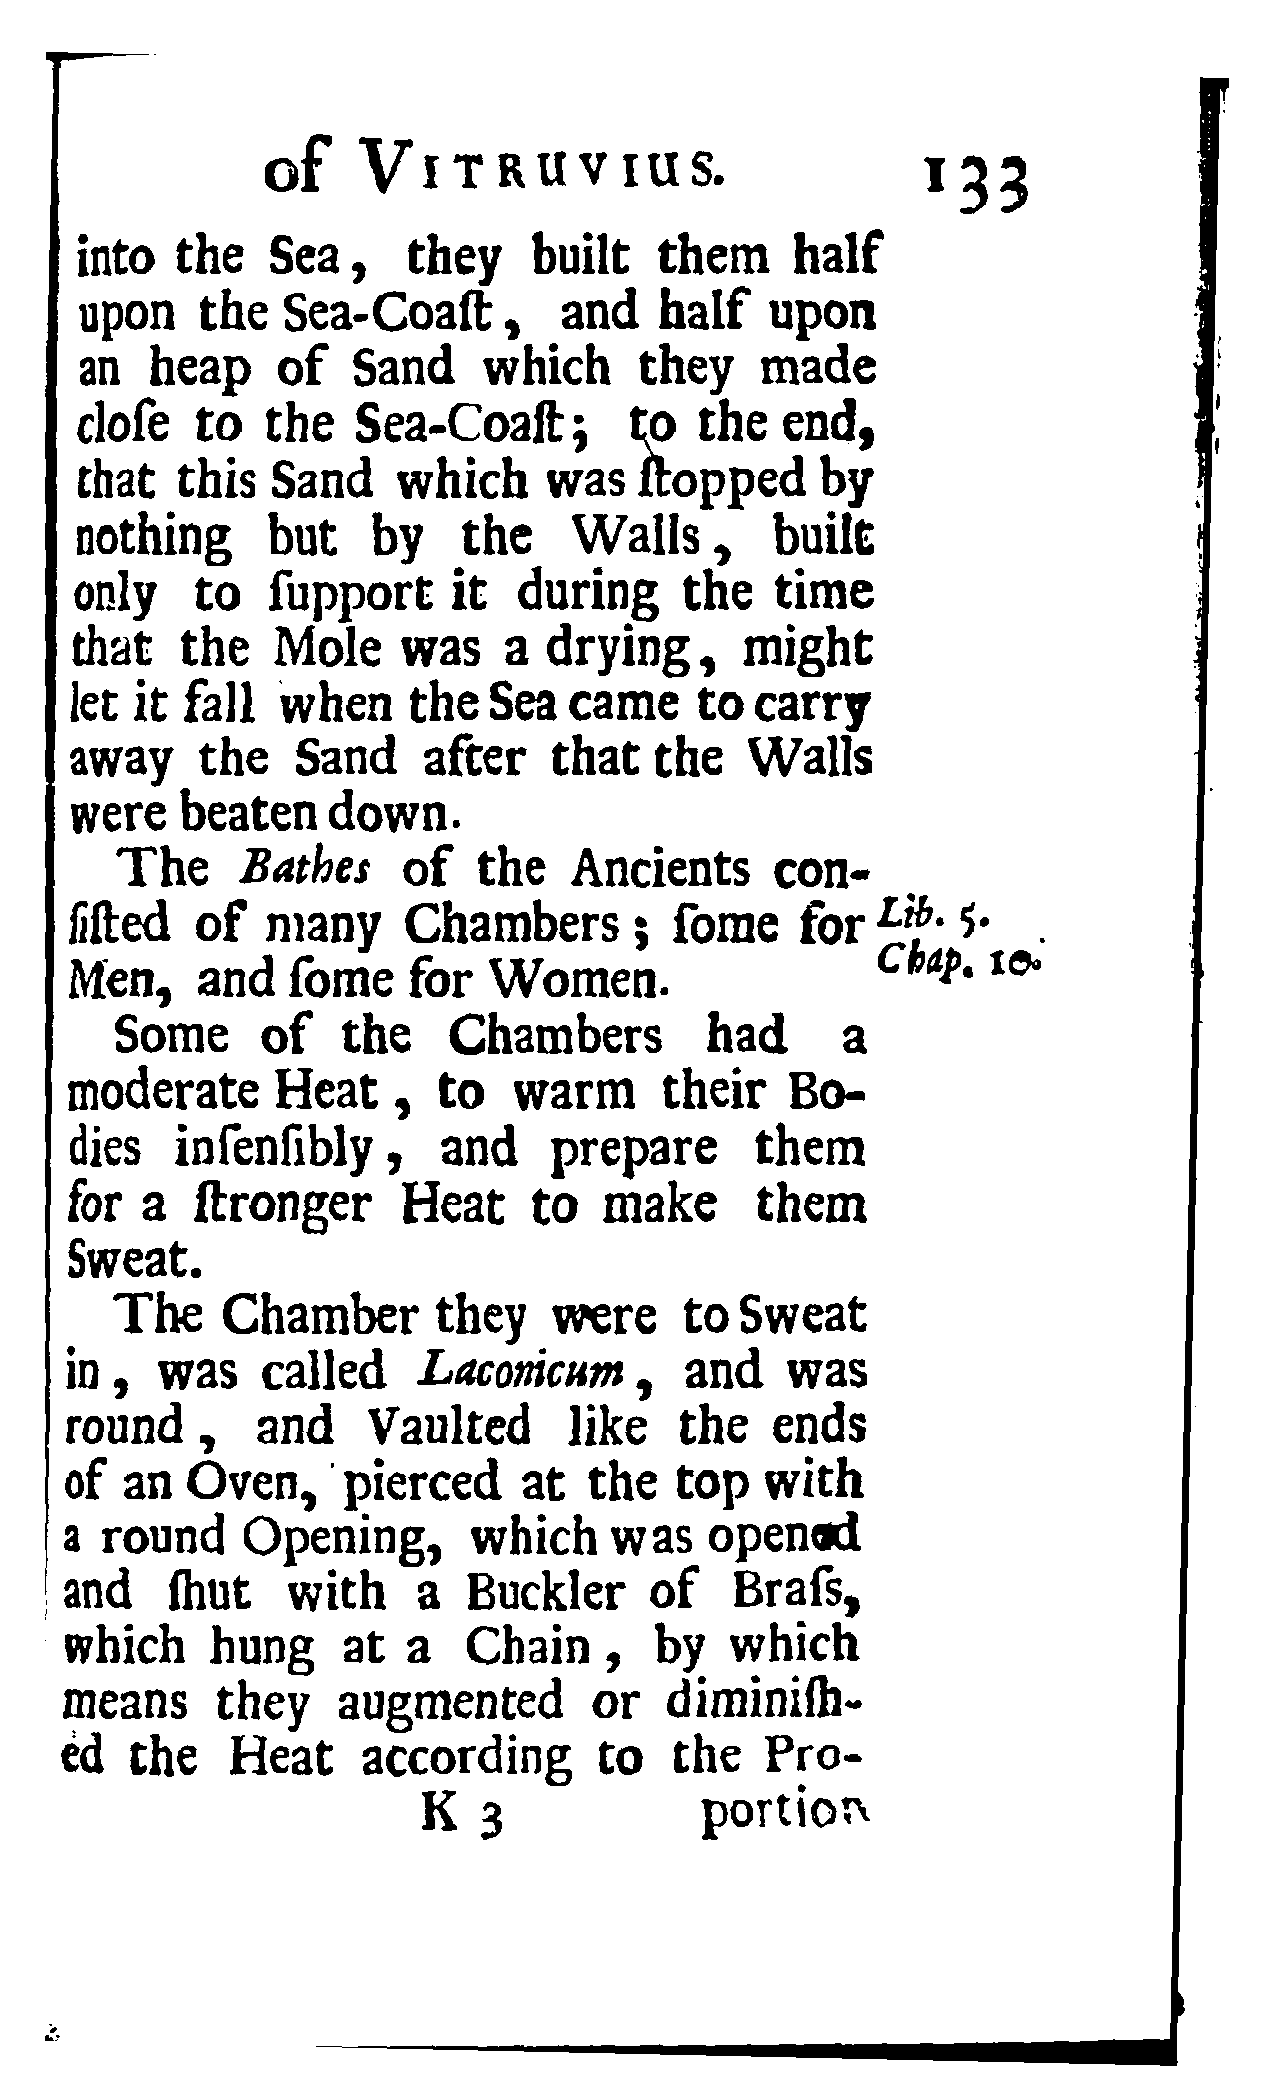 of VITRUVIUS. 133
into the Sea, they built them half
upon the Sea-Coaſt, and half upon
an heap of Sand which they made
cloſe to the Sea-Coaſt; to the end,
that this Sand which was ſtopped by
nothing but by the Walls, built
only to ſupport it during the time
that the Mole was a drying, might
let it fall when the Sea came to carry
away the Sand after that the Walls
were beaten down.
The Bathes of the Ancients con-
ſiſted of many Chambers; ſome for
Men, and ſome for Women.
Lib. 5.
Chap. 10.
Some of the Chambers had a
moderate Heat, to warm their Bo-
dies inſenſibly, and prepare them
for a ſtronger Heat to make them
Sweat.
The Chamber they were to Sweat
in, was called Laconicum, and was
round, and Vaulted like the ends
of an Oven, pierced at the top with
a round Opening, which was opened
and ſhut with a Buckler of Braſs,
which hung at a Chain, by which
means they augmented or diminiſh-
ed the Heat according to the Pro-
K 3 portion